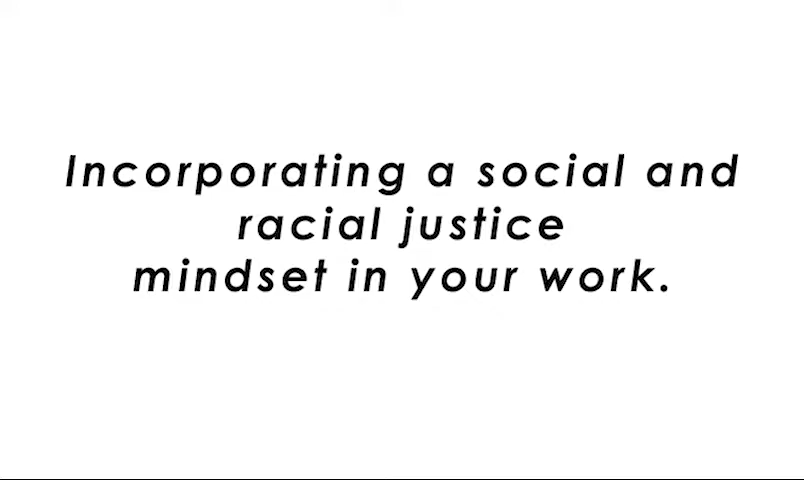 Incorporating a social and
racial justice
mindset in your work.